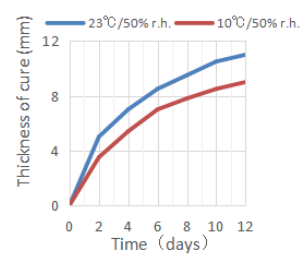 23℃/50% r.h. 10℃/50% r.h.
Thickness of cure (mm)
12
8
4
0
0 2 4 6 8 10 12
Time（days）